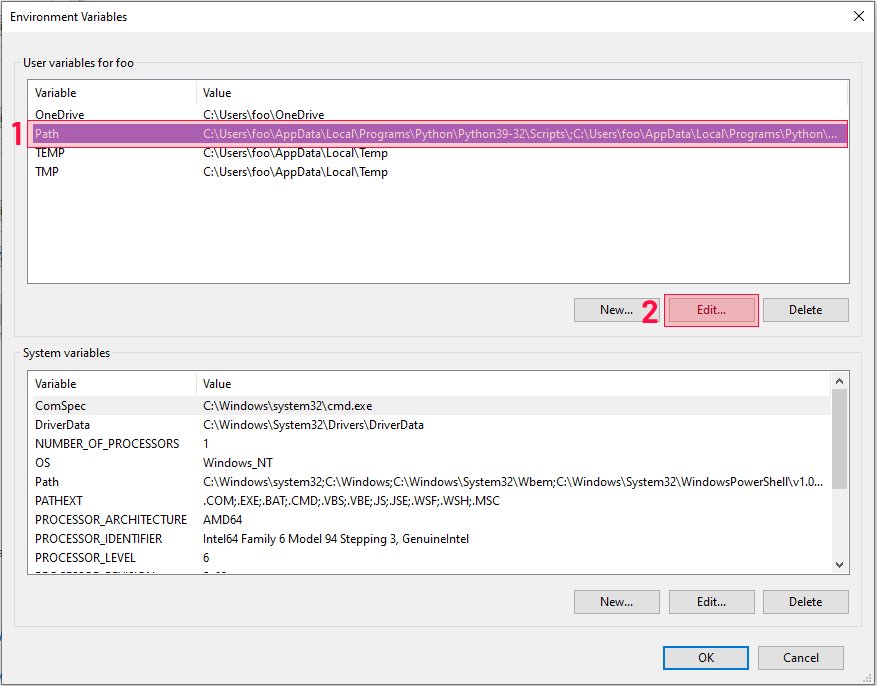 Environment Variables
User variables for foo
Variable Value
OneDrive C:\Users\foo\OneDrive
1 Path C:\Users\foo\AppData\Local\Programs\Python\Python39-32\Scripts\;C:\Users\foo\AppData\Local\Programs\Python\...
TEMP C:\Users\foo\AppData\Local\Temp
TMP C:\Users\foo\AppData\Local\Temp
New... 2 Edit... Delete
System variables
Variable Value
ComSpec C:\Windows\system32\cmd.exe
DriverData C:\Windows\System32\Drivers\DriverData
NUMBER_OF_PROCESSORS 1
OS Windows_NT
Path C:\Windows\system32;C:\Windows;C:\Windows\System32\Wbem;C:\Windows\System32\WindowsPowerShell\v1.0...
PATHEXT .COM;.EXE;.BAT;.CMD;.VBS;.VBE;.JS;.JSE;.WSF;.WSH;.MSC
PROCESSOR_ARCHITECTURE AMD64
PROCESSOR_IDENTIFIER Intel64 Family 6 Model 94 Stepping 3, GenuineIntel
PROCESSOR_LEVEL 6
New... Edit... Delete
OK Cancel